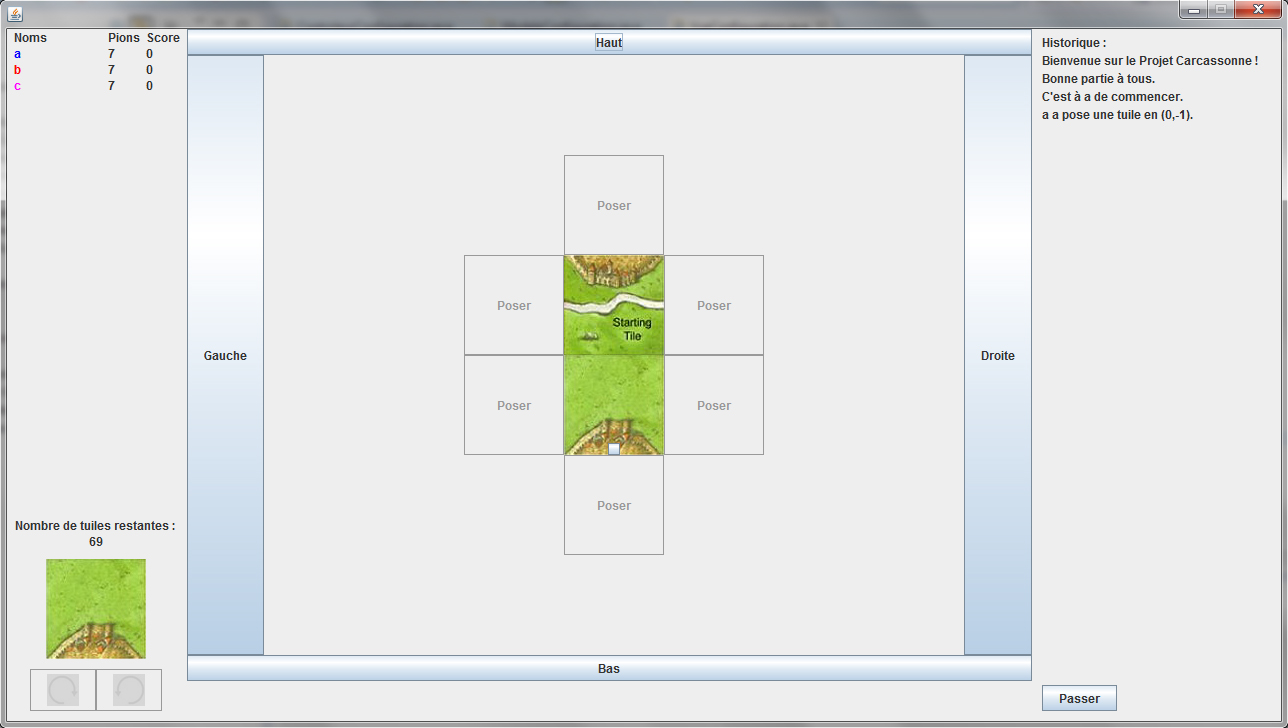 Noms Pions Score
a 7 0
b 7 0
c 7 0
Haut
Historique :
Bienvenue sur le Projet Carcassonne !
Bonne partie à tous.
C'est à a de commencer.
a a pose une tuile en (0,-1).
Poser
Poser
Starting
Tile
Poser
Gauche
Droite
Poser
Poser
Poser
Nombre de tuiles restantes :
69
Bas
Passer